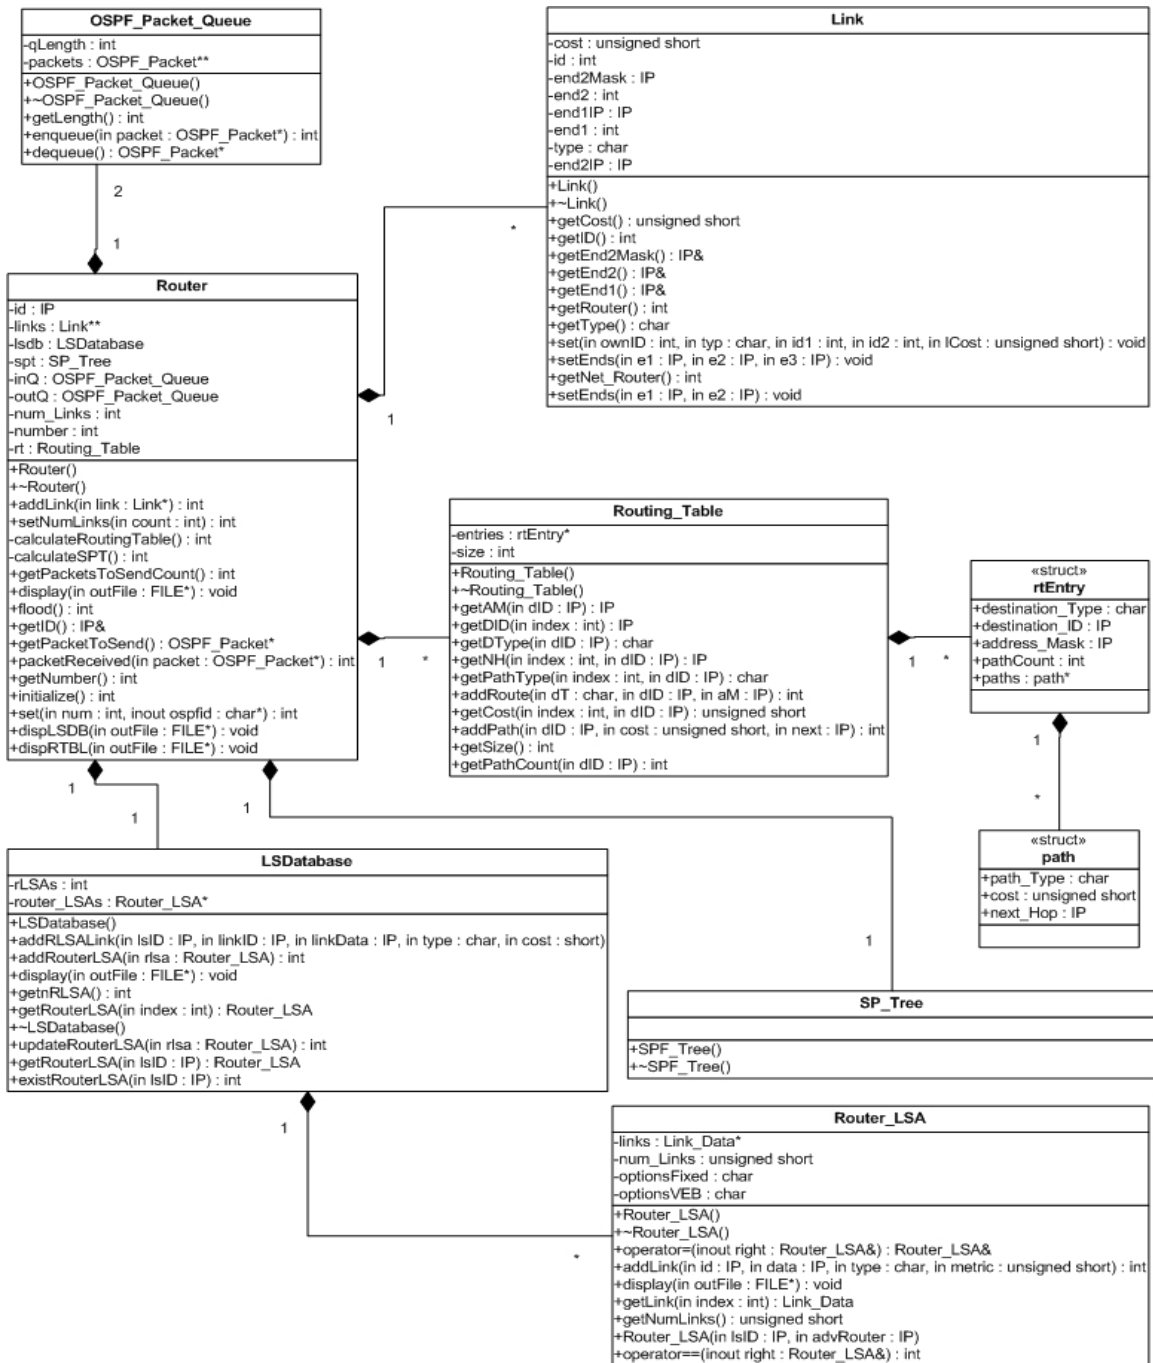 OSPF_Packet_Queue
-qLength : int
-packets : OSPF_Packet**
+OSPF_Packet_Queue()
+~OSPF_Packet_Queue()
+getLength() : int
+enqueue(in packet : OSPF_Packet*) : int
+dequeue() : OSPF_Packet*
2
1
Link
-cost : unsigned short
-id : int
-end2Mask : IP
-end2 : int
-end1IP : IP
-end1 : int
-type : char
-end2IP : IP
+Link()
+~Link()
+getCost() : unsigned short
+getID() : int
+getEnd2Mask() : IP&
+getEnd2() : IP&
+getEnd1() : IP&
+getRouter() : int
+getType() : char
+set(in ownID : int, in typ : char, in id1 : int, in id2 : int, in lCost : unsigned short) : void
+setEnds(in e1 : IP, in e2 : IP, in e3 : IP) : void
+getNet_Router() : int
+setEnds(in e1 : IP, in e2 : IP) : void
*
1
Router
-id : IP
-links : Link**
-lsdb : LSDatabase
-spt : SP_Tree
-inQ : OSPF_Packet_Queue
-outQ : OSPF_Packet_Queue
-num_Links : int
-number : int
-rt : Routing_Table
+Router()
+~Router()
+addLink(in link : Link*) : int
+setNumLinks(in count : int) : int
-calculateRoutingTable() : int
-calculateSPT() : int
+getPacketsToSendCount() : int
+display(in outFile : FILE*) : void
+flood() : int
+getID() : IP&
+getPacketToSend() : OSPF_Packet*
+packetReceived(in packet : OSPF_Packet*) : int
+getNumber() : int
+initialize() : int
+set(in num : int, inout ospfid : char*) : int
+dispLSDB(in outFile : FILE*) : void
+dispRTBL(in outFile : FILE*) : void
1
*
Routing_Table
-entries : rtEntry*
-size : int
+Routing_Table()
+~Routing_Table()
+getAM(in dID : IP) : IP
+getDID(in index : int) : IP
+getDType(in dID : IP) : char
+getNH(in index : int, in dID : IP) : IP
+getPathType(in index : int, in dID : IP) : char
+addRoute(in dT : char, in dID : IP, in aM : IP) : int
+getCost(in index : int, in dID : IP) : unsigned short
+addPath(in dID : IP, in cost : unsigned short, in next : IP) : int
+getSize() : int
+getPathCount(in dID : IP) : int
1
*
«struct»
rtEntry
+destination_Type : char
+destination_ID : IP
+address_Mask : IP
+pathCount : int
+paths : path*
1
*
«struct»
path
+path_Type : char
+cost : unsigned short
+next_Hop : IP
1
1
1
1
LSDatabase
-rLSAs : int
-router_LSAs : Router_LSA*
+LSDatabase()
+addRLSALink(in lsID : IP, in linkID : IP, in linkData : IP, in type : char, in cost : short)
+addRouterLSA(in rlsa : Router_LSA) : int
+display(in outFile : FILE*) : void
+getnRLSA() : int
+getRouterLSA(in index : int) : Router_LSA
+~LSDatabase()
+updateRouterLSA(in rlsa : Router_LSA) : int
+getRouterLSA(in lsID : IP) : Router_LSA
+existRouterLSA(in lsID : IP) : int
SP_Tree
+SPF_Tree()
+~SPF_Tree()
1
*
Router_LSA
-links : Link_Data*
-num_Links : unsigned short
-optionsFixed : char
-optionsVEB : char
+Router_LSA()
+~Router_LSA()
+operator=(inout right : Router_LSA&) : Router_LSA&
+addLink(in id : IP, in data : IP, in type : char, in metric : unsigned short) : int
+display(in outFile : FILE*) : void
+getLink(in index : int) : Link_Data
+getNumLinks() : unsigned short
+Router_LSA(in lsID : IP, in advRouter : IP)
+operator==(inout right : Router_LSA&) : int